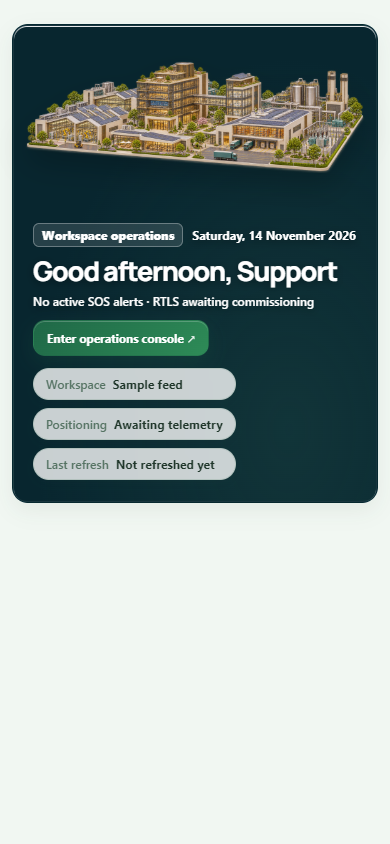 Workspace operations Saturday, 14 November 2026
Good afternoon, Support
No active SOS alerts · RTLS awaiting commissioning
Enter operations console ↗
Workspace Sample feed
Positioning Awaiting telemetry
Last refresh Not refreshed yet